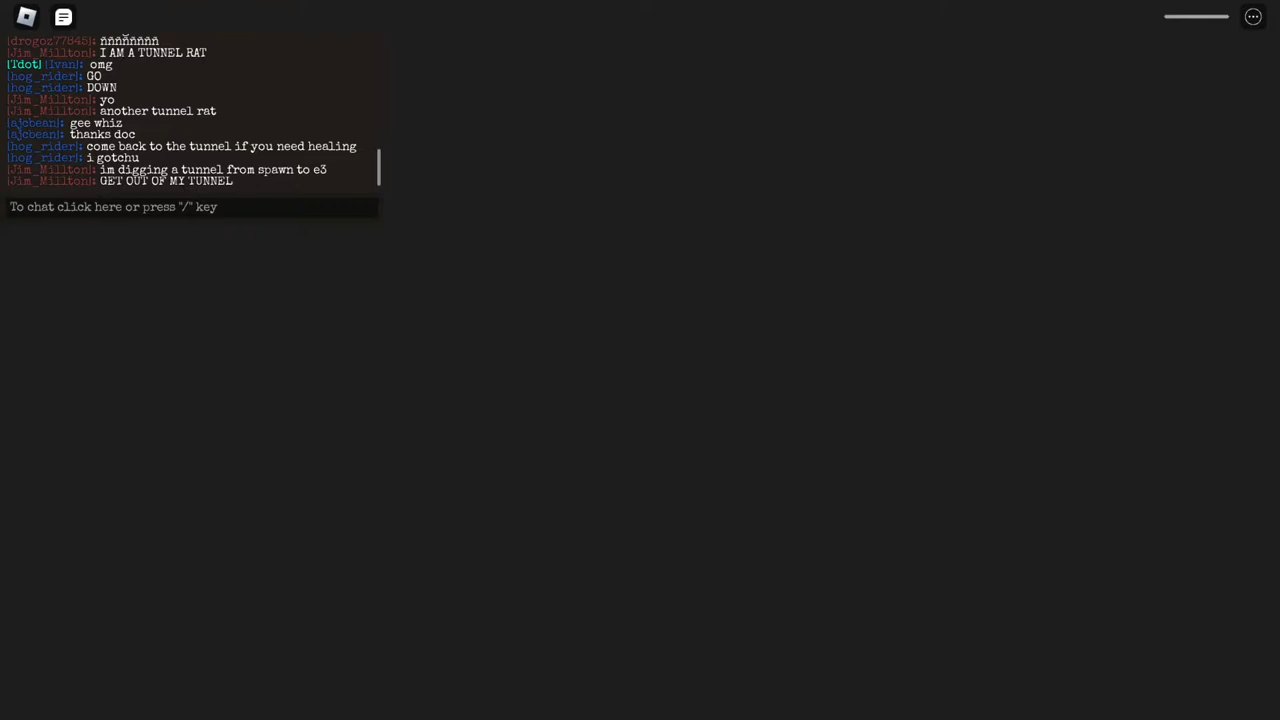 [drogoz77845]: ññññññññ
[Jim_Millton]: I AM A TUNNEL RAT
[Tdot] [Ivan]: omg
[hog_rider]: GO
[hog_rider]: DOWN
[Jim_Millton]: yo
[Jim_Millton]: another tunnel rat
[ajcbean]: gee whiz
[ajcbean]: thanks doc
[hog_rider]: come back to the tunnel if you need healing
[hog_rider]: i gotchu
[Jim_Millton]: im digging a tunnel from spawn to e3
[Jim_Millton]: GET OUT OF MY TUNNEL
To chat click here or press "/" key